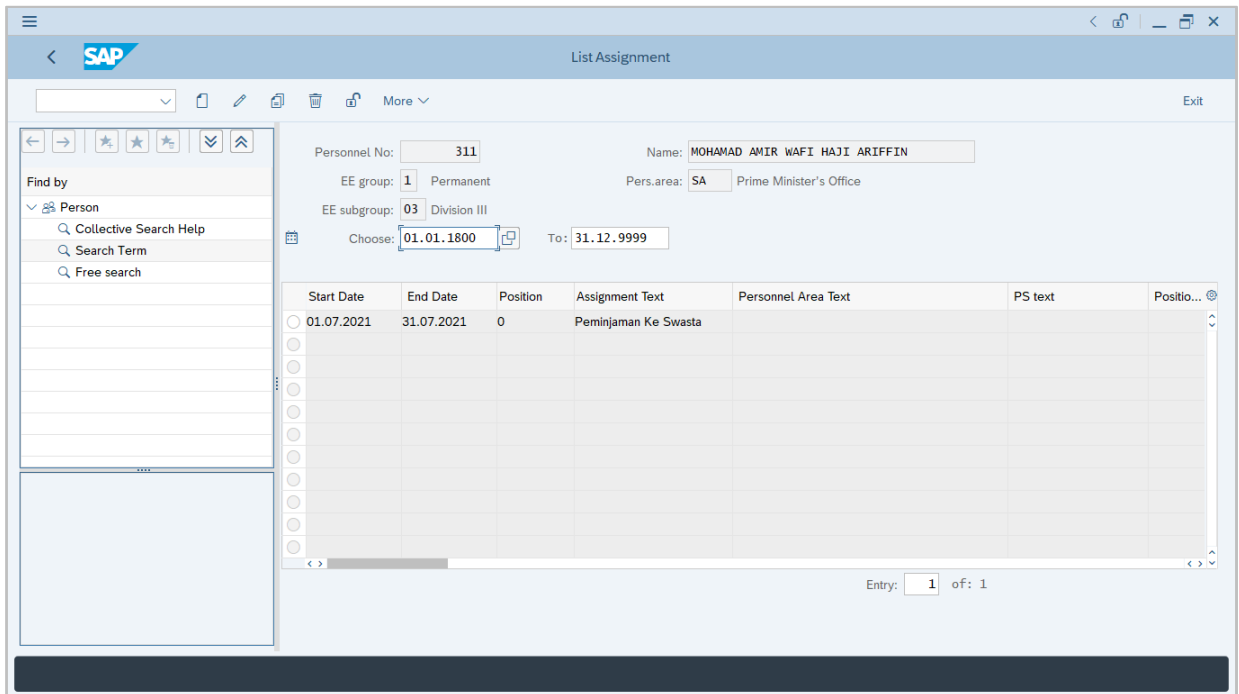 SAP
List Assignment
More
Exit
Personnel No: 311 Name: MOHAMAD AMIR WAFI HAJI ARIFFIN
Find by
EE group: 1 Permanent Pers.area: SA Prime Minister's Office
Person
EE subgroup: 03 Division III
Collective Search Help
Choose: 01.01.1800 To: 31.12.9999
Search Term
Free search
Start Date End Date Position Assignment Text Personnel Area Text PS text Positio...
01.07.2021 31.07.2021 0 Peminjaman Ke Swasta
Entry: 1 of: 1